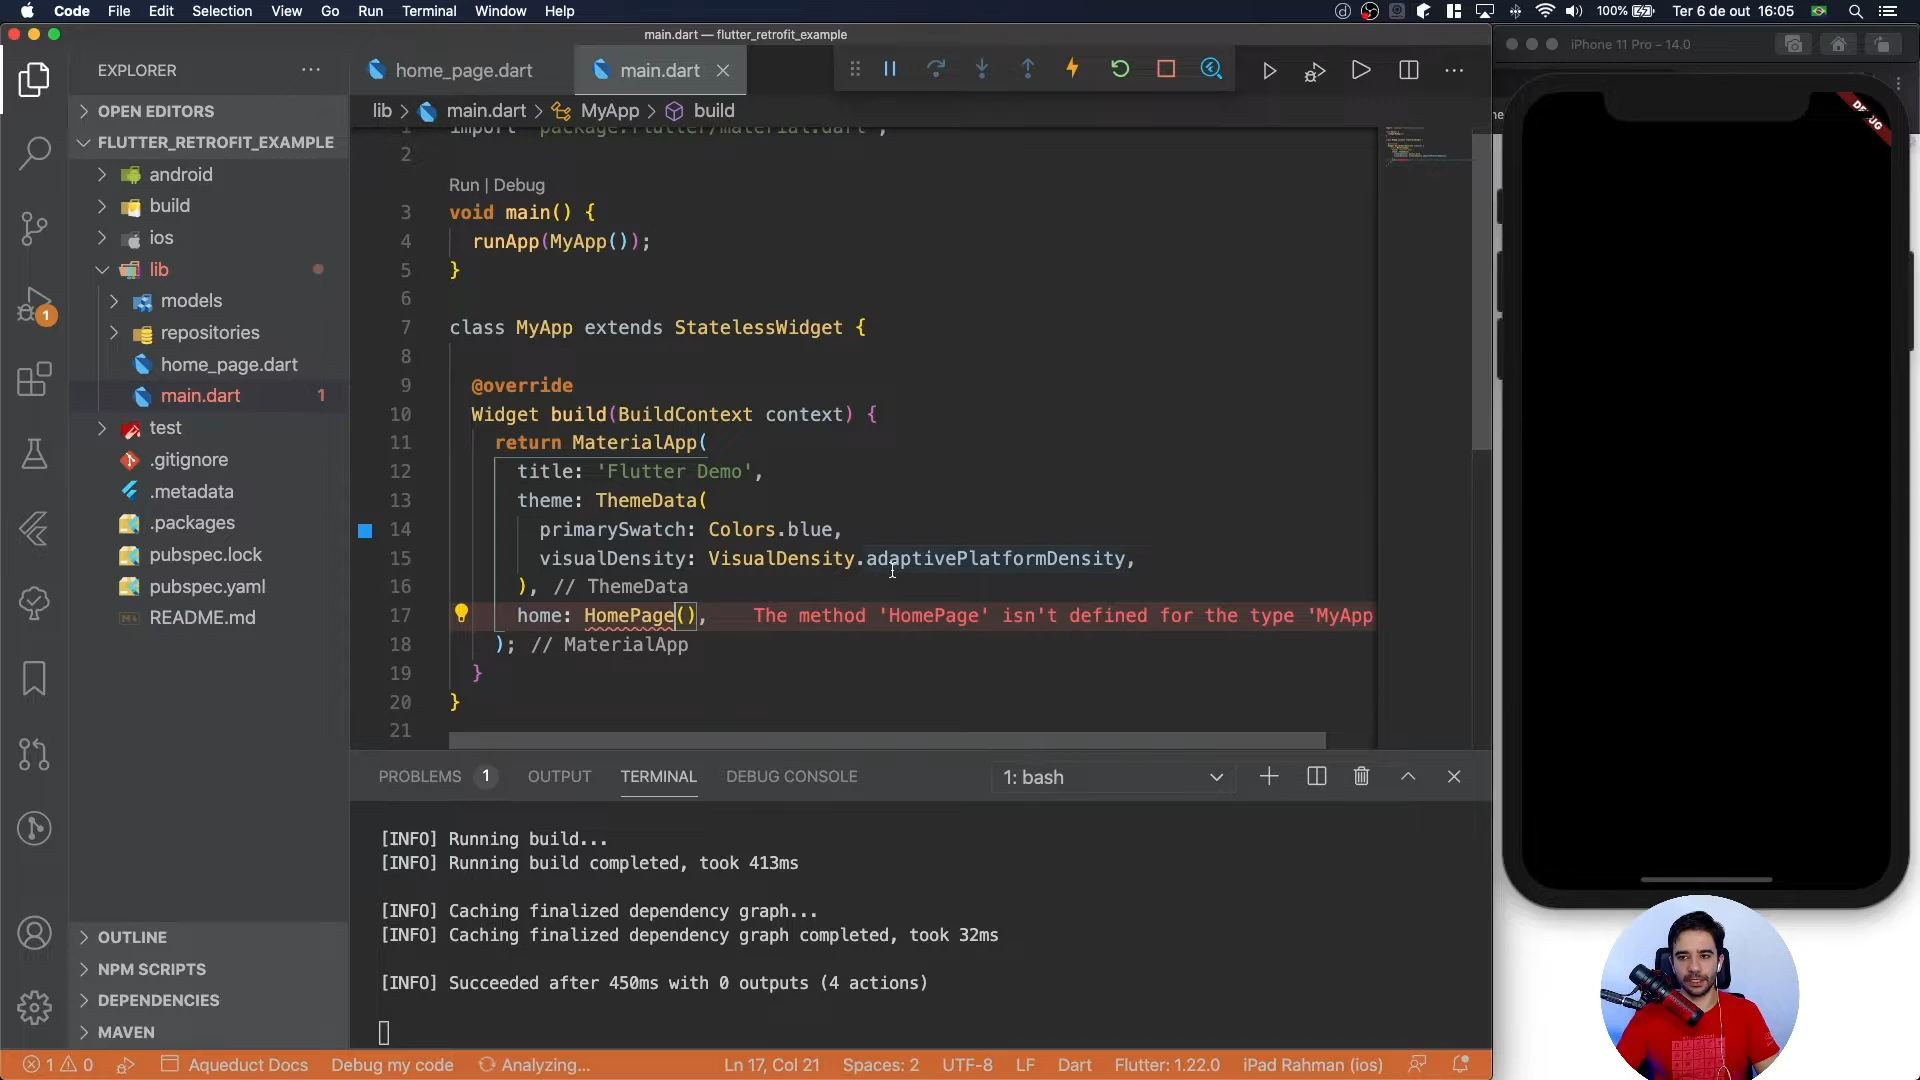 Code File Edit Selection View Go Run Terminal Window Help
100% Ter 6 de out 16:05
main.dart — flutter_retrofit_example
iPhone 11 Pro – 14.0
EXPLORER
home_page.dart
main.dart
OPEN EDITORS
FLUTTER_RETROFIT_EXAMPLE
android
build
ios
lib
models
repositories
home_page.dart
main.dart 1
test
.gitignore
.metadata
.packages
pubspec.lock
pubspec.yaml
README.md
OUTLINE
NPM SCRIPTS
DEPENDENCIES
MAVEN
1
lib > main.dart > MyApp > build
1 import 'package:flutter/material.dart';
2
Run | Debug
3 void main() {
4 runApp(MyApp());
5 }
6
7 class MyApp extends StatelessWidget {
8
9 @override
10 Widget build(BuildContext context) {
11 return MaterialApp(
12 title: 'Flutter Demo',
13 theme: ThemeData(
14 primarySwatch: Colors.blue,
15 visualDensity: VisualDensity.adaptivePlatformDensity,
16 ), // ThemeData
17 home: HomePage(), The method 'HomePage' isn't defined for the type 'MyApp
18 ); // MaterialApp
19 }
20 }
21
PROBLEMS 1 OUTPUT TERMINAL DEBUG CONSOLE
1: bash
[INFO] Running build...
[INFO] Running build completed, took 413ms
[INFO] Caching finalized dependency graph...
[INFO] Caching finalized dependency graph completed, took 32ms
[INFO] Succeeded after 450ms with 0 outputs (4 actions)
1 0 Aqueduct Docs Debug my code Analyzing... Ln 17, Col 21 Spaces: 2 UTF-8 LF Dart Flutter: 1.22.0 iPad Rahman (ios)
DEBUG